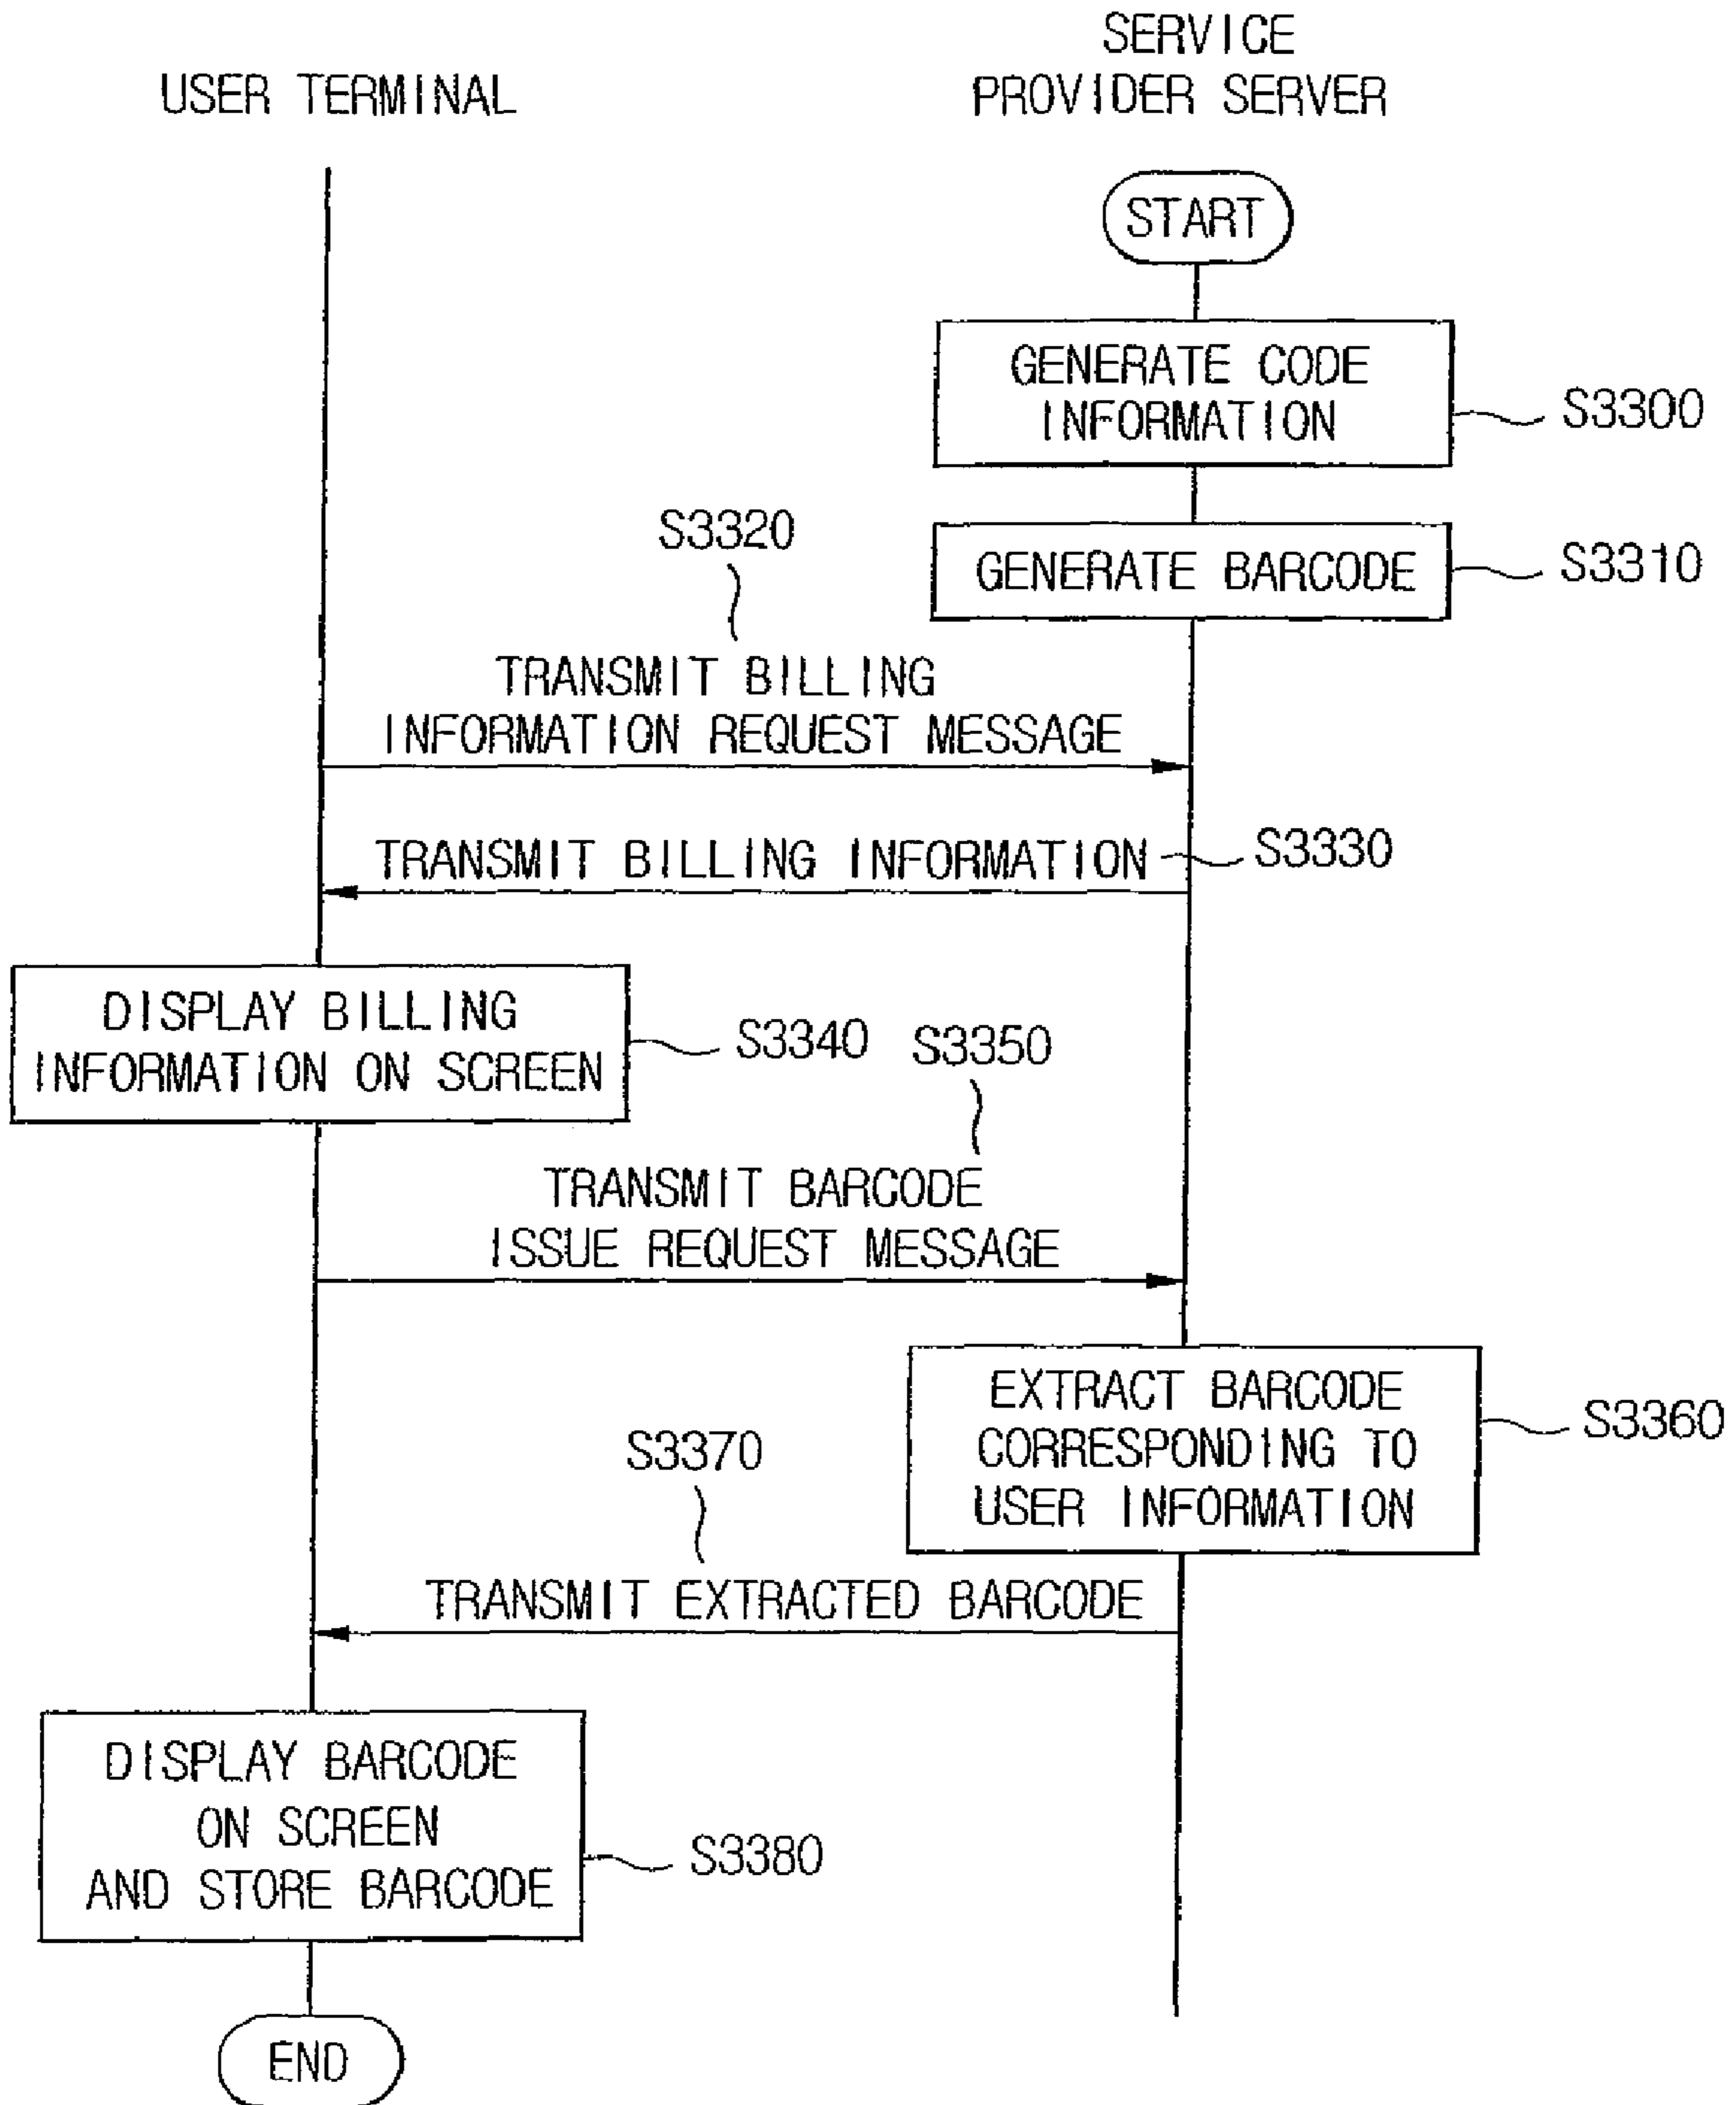 SERVICE
USER TERMINAL
PROVIDER SERVER
START
GENERATE CODE
INFORMATION
S3300
S3320
GENERATE BARCODE
S3310
TRANSMIT BILLING
INFORMATION REQUEST MESSAGE
TRANSMIT BILLING INFORMATION
S3330
DISPLAY BILLING
INFORMATION ON SCREEN
S3340
S3350
TRANSMIT BARCODE
ISSUE REQUEST MESSAGE
EXTRACT BARCODE
CORRESPONDING TO
USER INFORMATION
S3360
S3370
TRANSMIT EXTRACTED BARCODE
DISPLAY BARCODE
ON SCREEN
AND STORE BARCODE
S3380
END